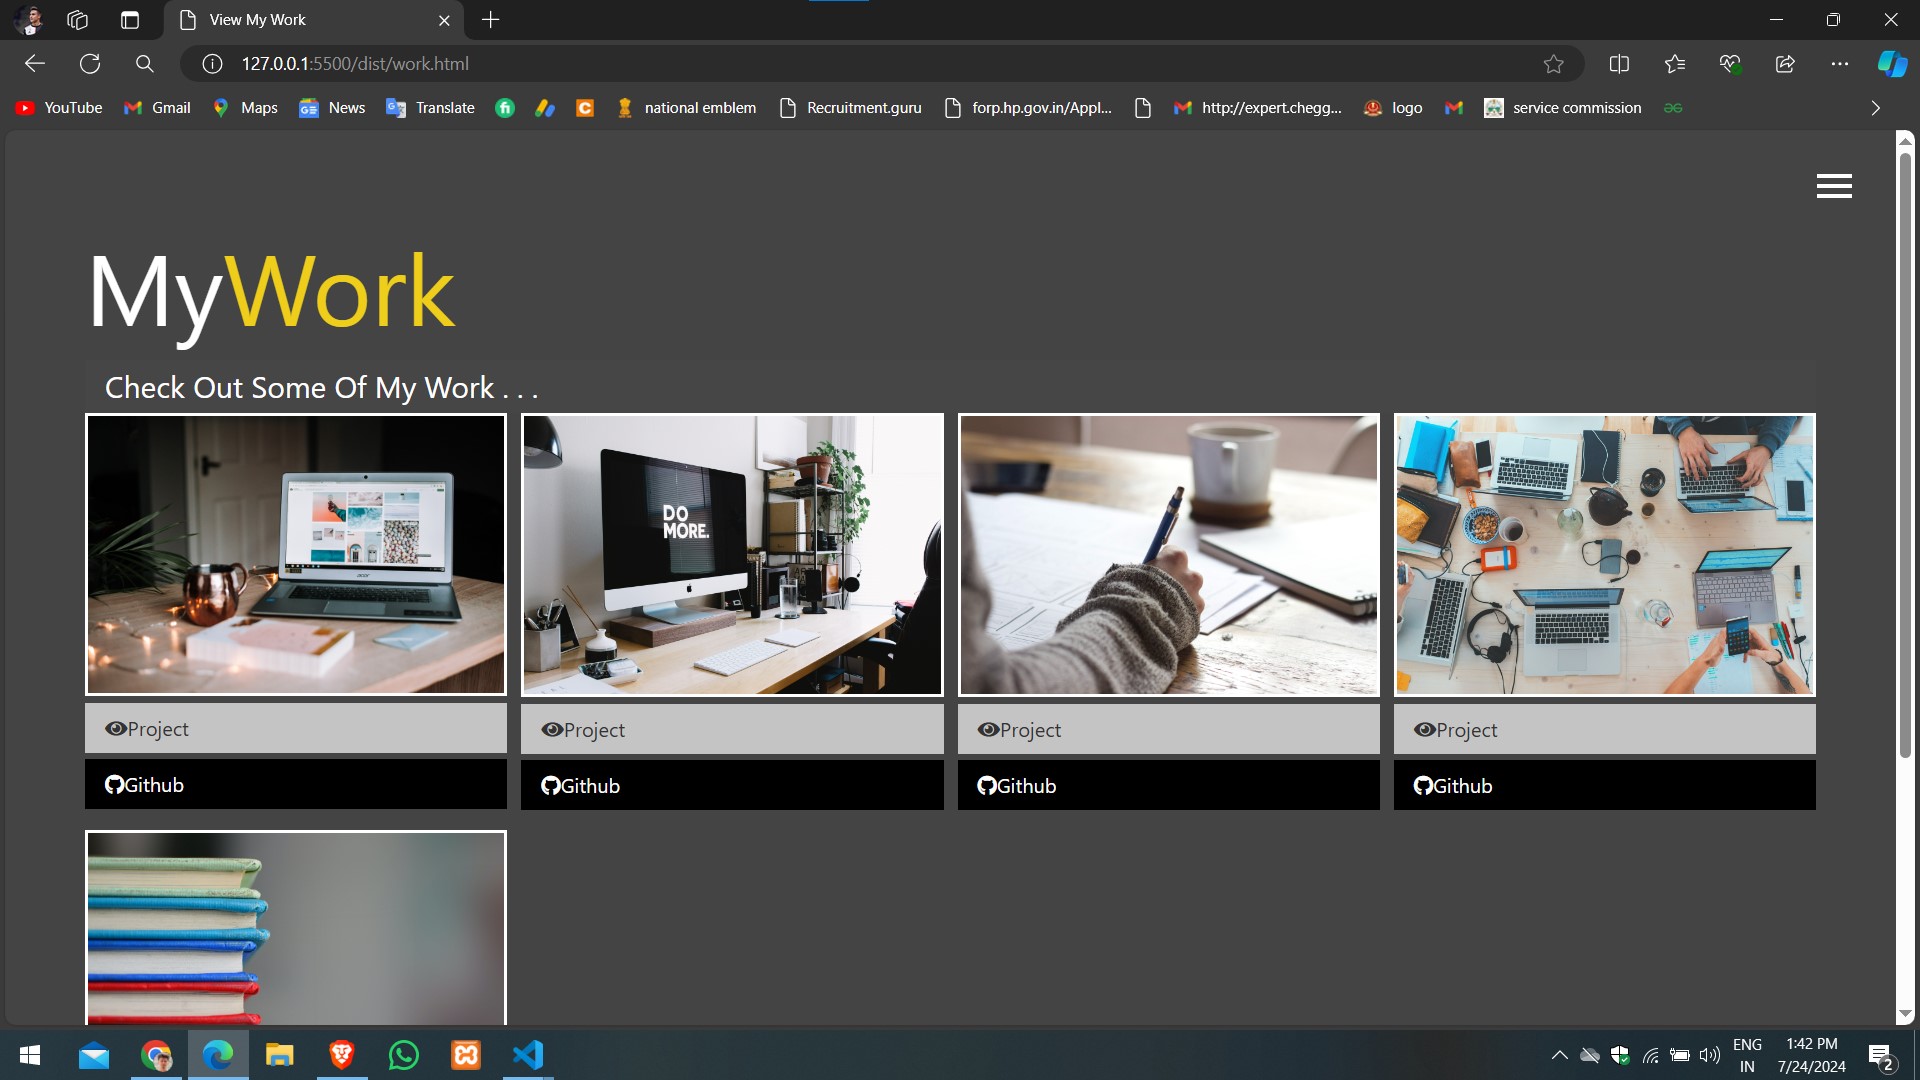 View My Work
127.0.0.1:5500/dist/work.html
YouTube Gmail Maps News Translate national emblem Recruitment.guru forp.hp.gov.in/Appl... http://expert.chegg... logo service commission
MyWork
Check Out Some Of My Work . . .
DO
MORE.
acer
Project Project Project Project
Github Github Github Github
ENG 1:42 PM
IN 7/24/2024 2